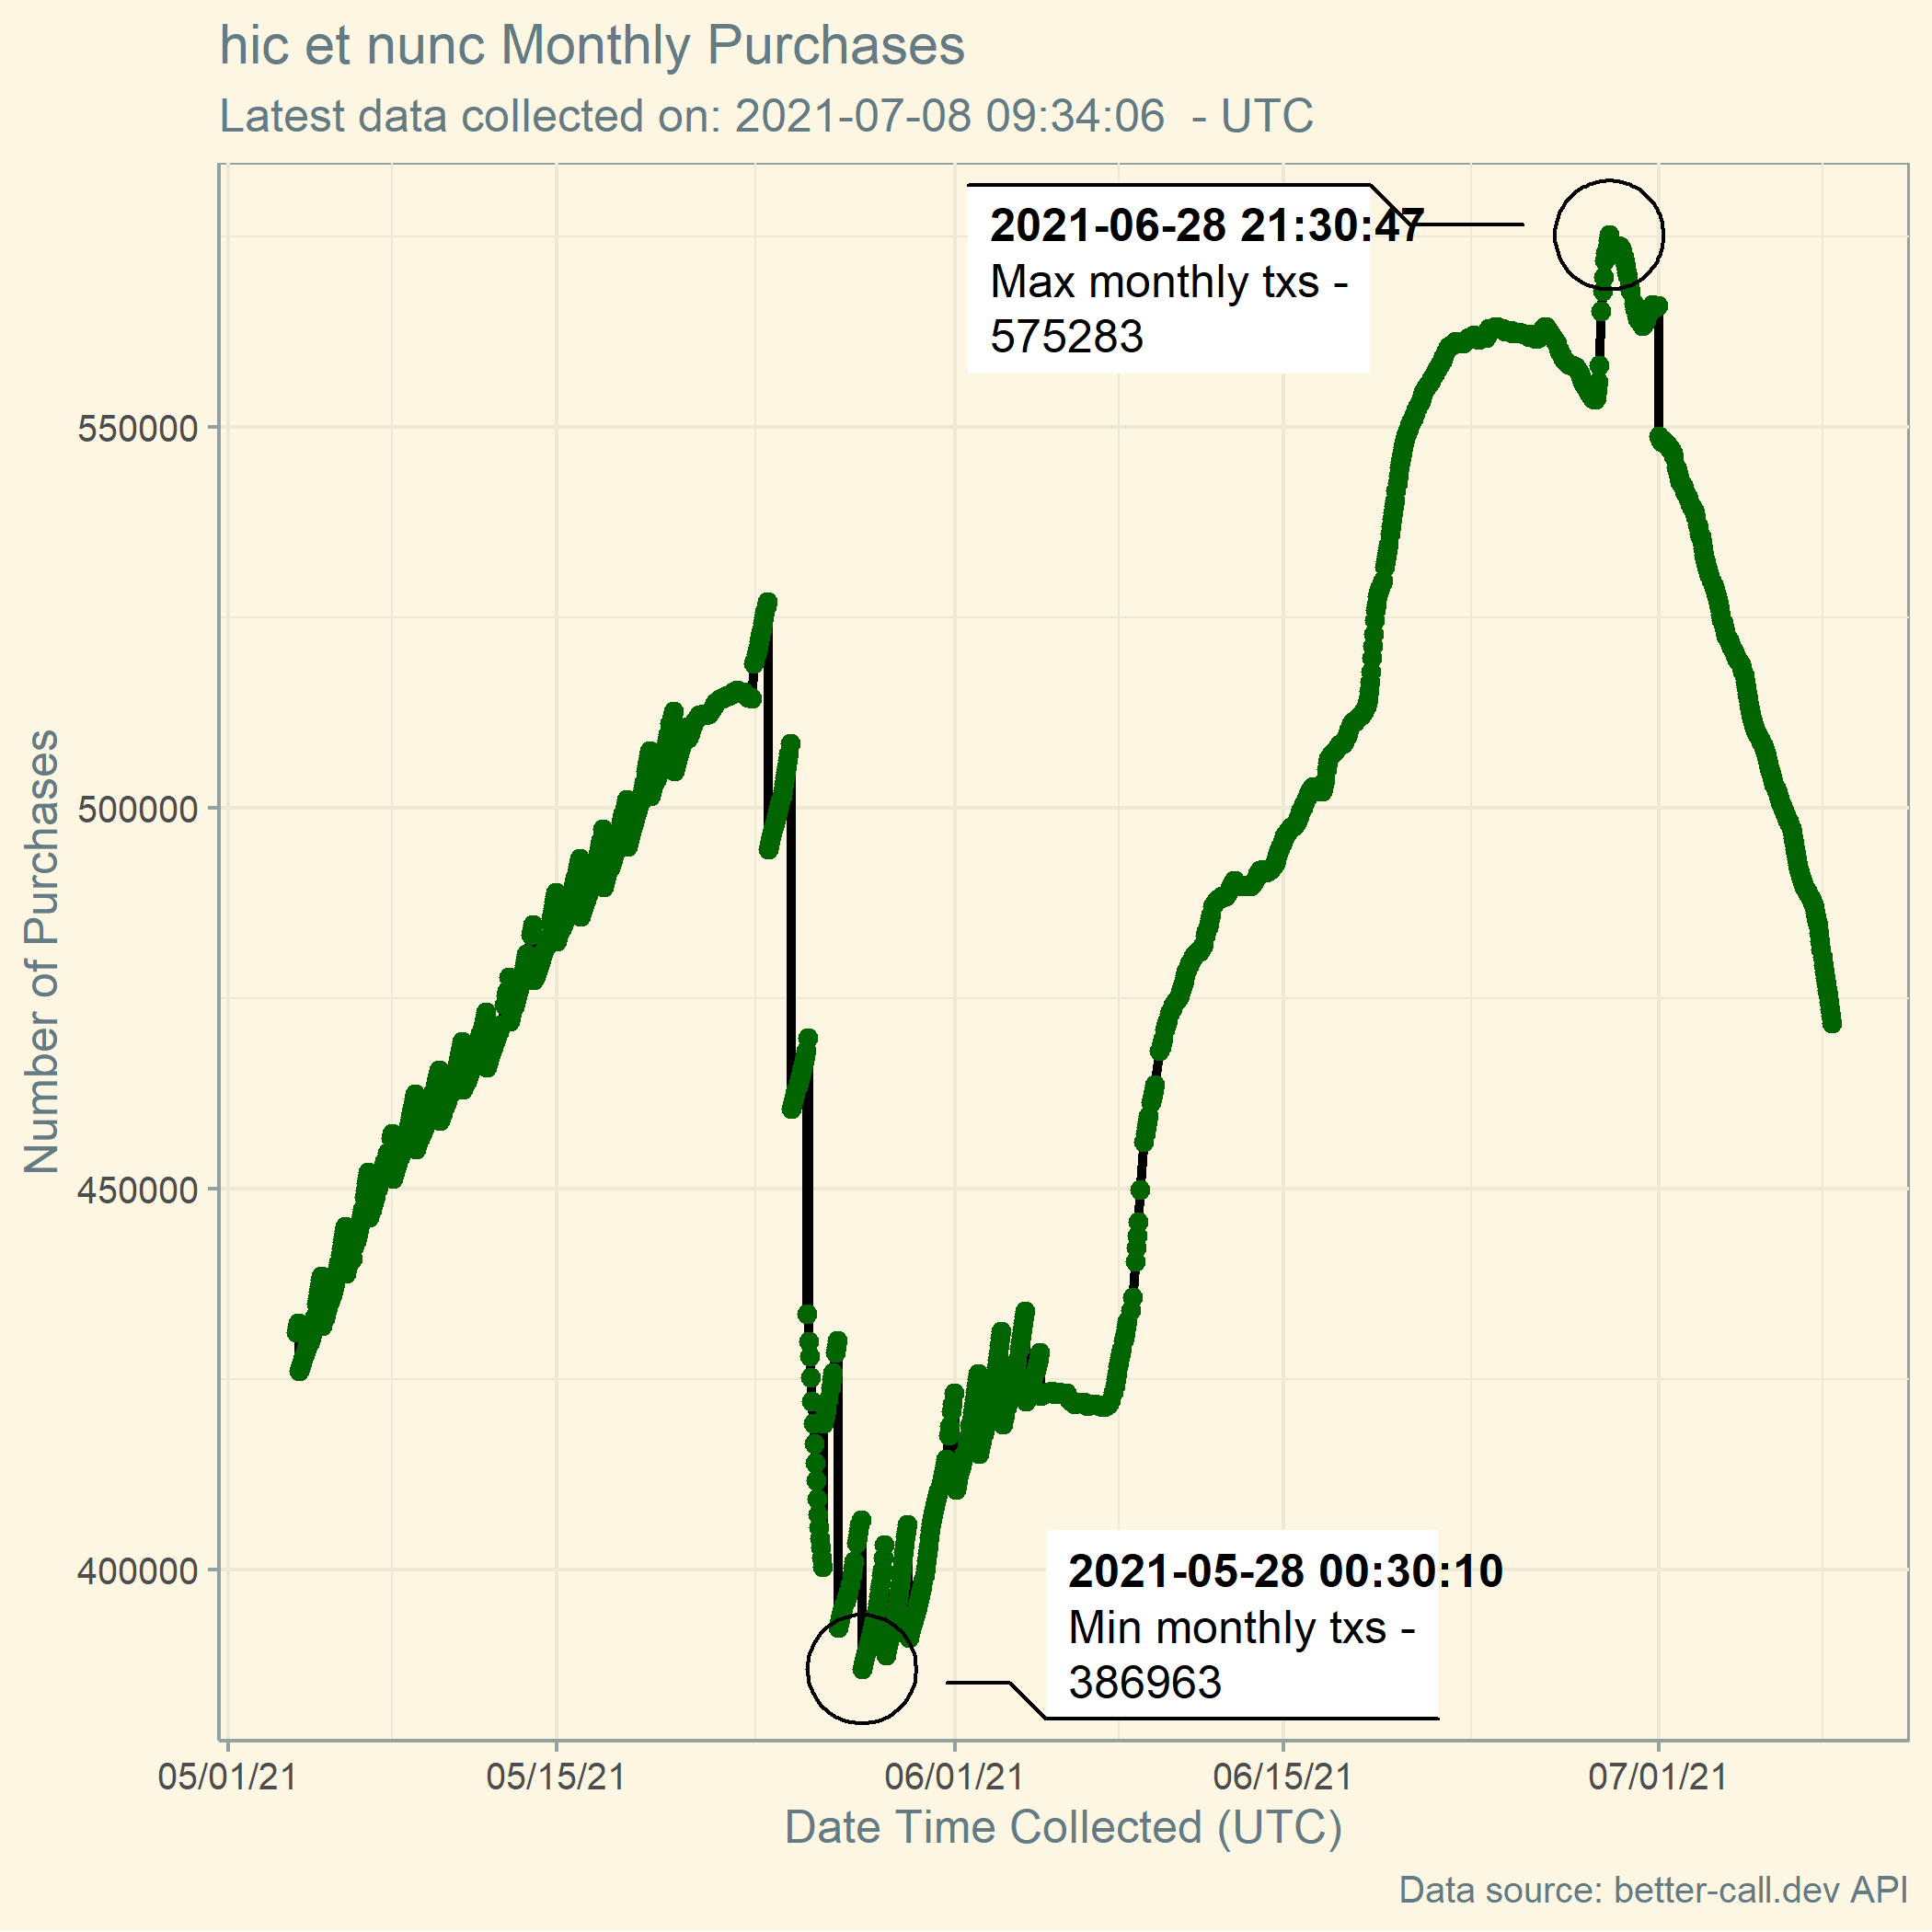 hic et nunc Monthly Purchases
Latest data collected on: 2021-07-08 09:34:06  - UTC
2021-06-28 21:30:47
Max monthly txs -
575283
550000
500000
450000
400000
Number of Purchases
2021-05-28 00:30:10
Min monthly txs -
386963
05/01/21 05/15/21 06/01/21 06/15/21 07/01/21
Date Time Collected (UTC)
Data source: better-call.dev API